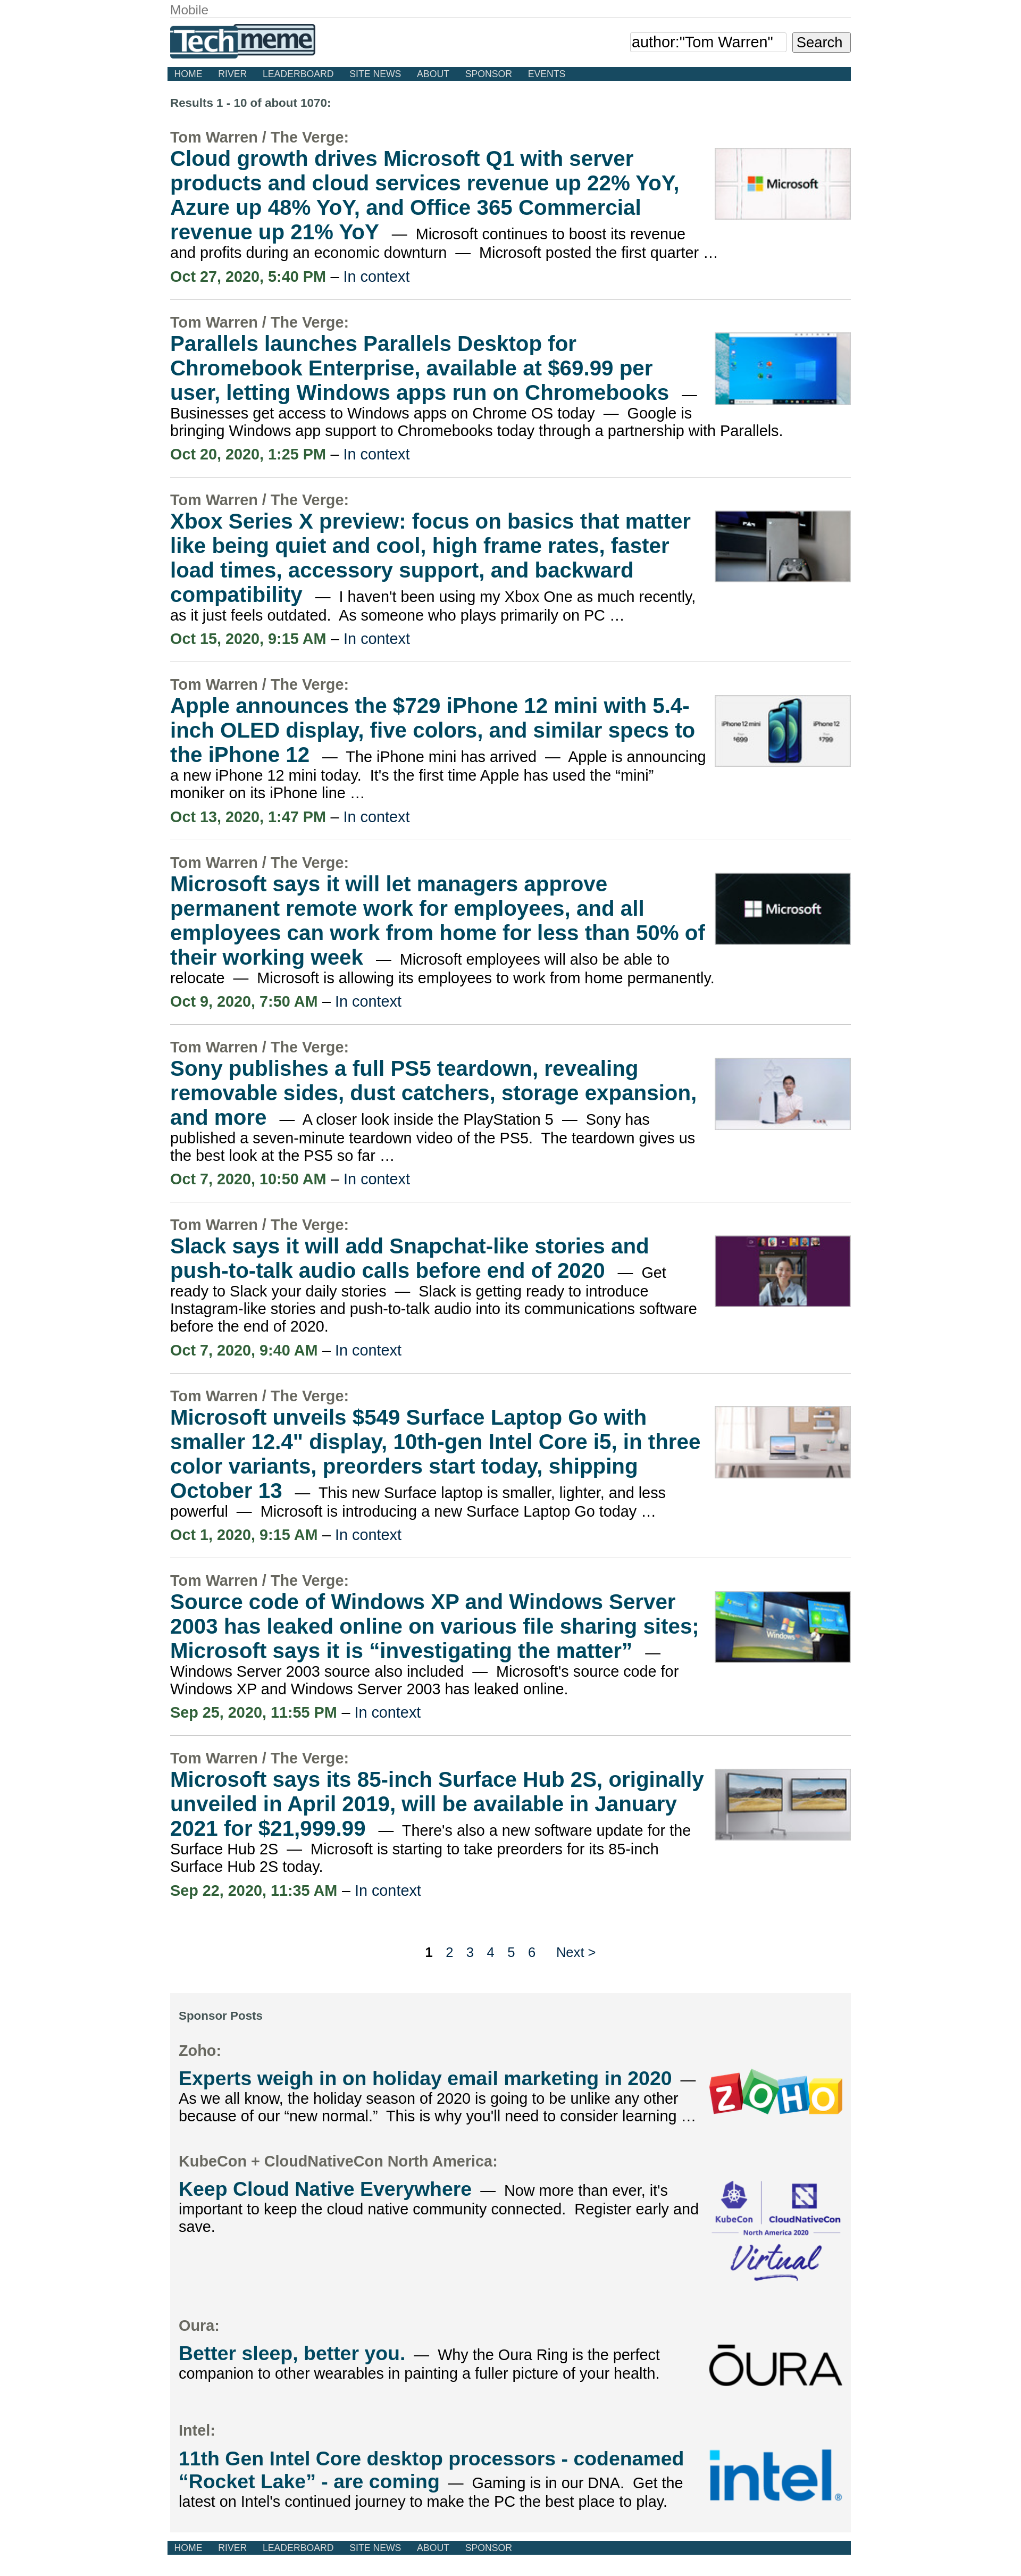 Mobile
Techmeme
author:"Tom Warren" Search
HOME RIVER LEADERBOARD SITE NEWS ABOUT SPONSOR EVENTS
Results 1 - 10 of about 1070:
Tom Warren / The Verge:
Cloud growth drives Microsoft Q1 with server
products and cloud services revenue up 22% YoY,
Azure up 48% YoY, and Office 365 Commercial
revenue up 21% YoY — Microsoft continues to boost its revenue
and profits during an economic downturn — Microsoft posted the first quarter …
Microsoft
Oct 27, 2020, 5:40 PM – In context
Tom Warren / The Verge:
Parallels launches Parallels Desktop for
Chromebook Enterprise, available at $69.99 per
user, letting Windows apps run on Chromebooks —
Businesses get access to Windows apps on Chrome OS today — Google is
bringing Windows app support to Chromebooks today through a partnership with Parallels.
Oct 20, 2020, 1:25 PM – In context
Tom Warren / The Verge:
Xbox Series X preview: focus on basics that matter
like being quiet and cool, high frame rates, faster
load times, accessory support, and backward
compatibility — I haven't been using my Xbox One as much recently,
as it just feels outdated. As someone who plays primarily on PC …
Oct 15, 2020, 9:15 AM – In context
Tom Warren / The Verge:
Apple announces the $729 iPhone 12 mini with 5.4-
inch OLED display, five colors, and similar specs to
the iPhone 12 — The iPhone mini has arrived — Apple is announcing
a new iPhone 12 mini today. It's the first time Apple has used the “mini”
moniker on its iPhone line …
iPhone 12 mini iPhone 12
$699 $799
Oct 13, 2020, 1:47 PM – In context
Tom Warren / The Verge:
Microsoft says it will let managers approve
permanent remote work for employees, and all
employees can work from home for less than 50% of
their working week — Microsoft employees will also be able to
relocate — Microsoft is allowing its employees to work from home permanently.
Microsoft
Oct 9, 2020, 7:50 AM – In context
Tom Warren / The Verge:
Sony publishes a full PS5 teardown, revealing
removable sides, dust catchers, storage expansion,
and more — A closer look inside the PlayStation 5 — Sony has
published a seven-minute teardown video of the PS5. The teardown gives us
the best look at the PS5 so far …
Oct 7, 2020, 10:50 AM – In context
Tom Warren / The Verge:
Slack says it will add Snapchat-like stories and
push-to-talk audio calls before end of 2020 — Get
ready to Slack your daily stories — Slack is getting ready to introduce
Instagram-like stories and push-to-talk audio into its communications software
before the end of 2020.
Oct 7, 2020, 9:40 AM – In context
Tom Warren / The Verge:
Microsoft unveils $549 Surface Laptop Go with
smaller 12.4" display, 10th-gen Intel Core i5, in three
color variants, preorders start today, shipping
October 13 — This new Surface laptop is smaller, lighter, and less
powerful — Microsoft is introducing a new Surface Laptop Go today …
Oct 1, 2020, 9:15 AM – In context
Tom Warren / The Verge:
Source code of Windows XP and Windows Server
2003 has leaked online on various file sharing sites;
Microsoft says it is “investigating the matter” —
Windows Server 2003 source also included — Microsoft's source code for
Windows XP and Windows Server 2003 has leaked online.
Windows
Sep 25, 2020, 11:55 PM – In context
Tom Warren / The Verge:
Microsoft says its 85-inch Surface Hub 2S, originally
unveiled in April 2019, will be available in January
2021 for $21,999.99 — There's also a new software update for the
Surface Hub 2S — Microsoft is starting to take preorders for its 85-inch
Surface Hub 2S today.
Sep 22, 2020, 11:35 AM – In context
1 2 3 4 5 6 Next >
Sponsor Posts
Zoho:
Experts weigh in on holiday email marketing in 2020 —
As we all know, the holiday season of 2020 is going to be unlike any other
because of our “new normal.” This is why you'll need to consider learning …
ZOHO
KubeCon + CloudNativeCon North America:
Keep Cloud Native Everywhere — Now more than ever, it's
important to keep the cloud native community connected. Register early and
save.
KubeCon CloudNativeCon
North America 2020
Virtual
Oura:
Better sleep, better you. — Why the Oura Ring is the perfect
companion to other wearables in painting a fuller picture of your health.
ŌURA
Intel:
11th Gen Intel Core desktop processors - codenamed
“Rocket Lake” - are coming — Gaming is in our DNA. Get the
latest on Intel's continued journey to make the PC the best place to play.
intel®
HOME RIVER LEADERBOARD SITE NEWS ABOUT SPONSOR